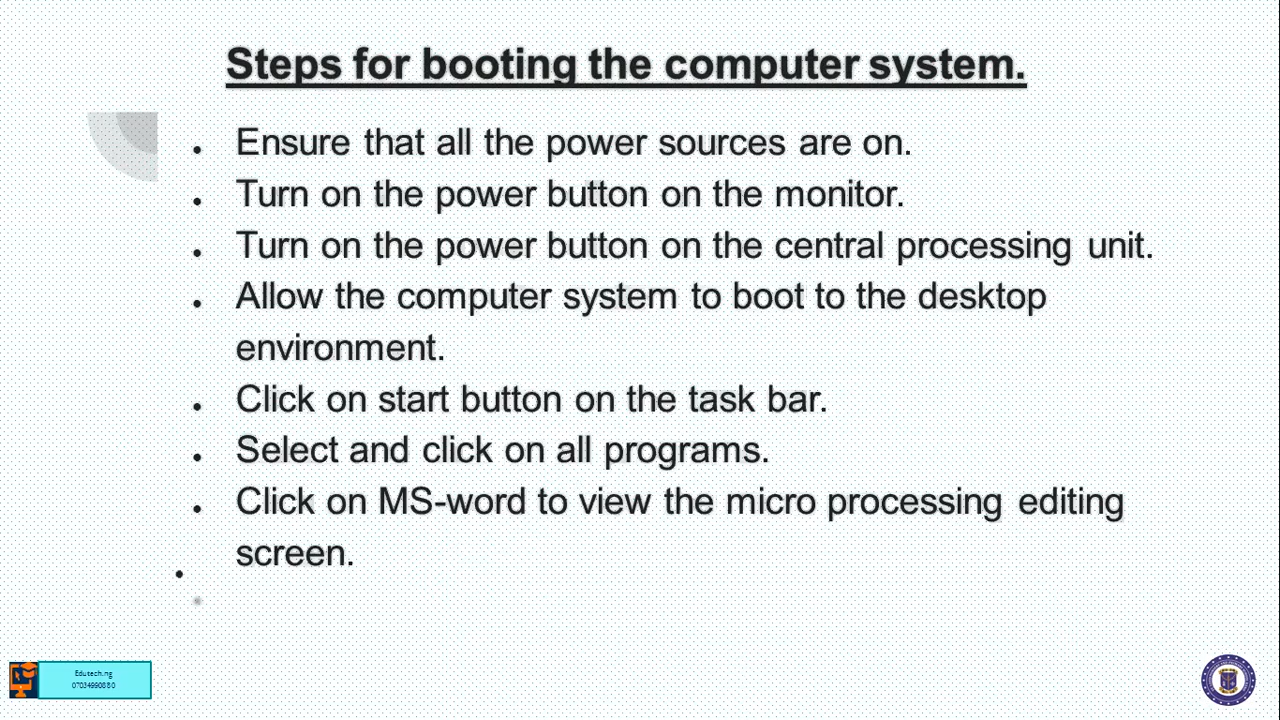 Steps for booting the computer system.
• Ensure that all the power sources are on.
• Turn on the power button on the monitor.
• Turn on the power button on the central processing unit.
• Allow the computer system to boot to the desktop
environment.
• Click on start button on the task bar.
• Select and click on all programs.
• Click on MS-word to view the micro processing editing
screen.
Edutech.ng
07034990880